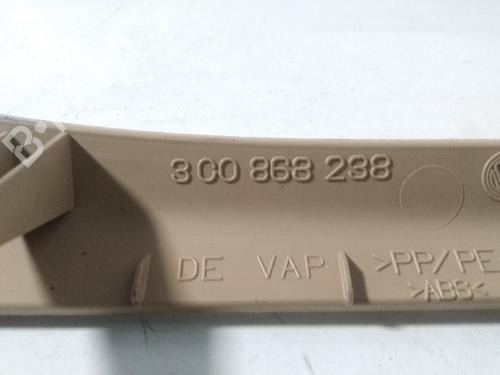 3C0 868 238
DE VAP >PP/PE-
>ABS<